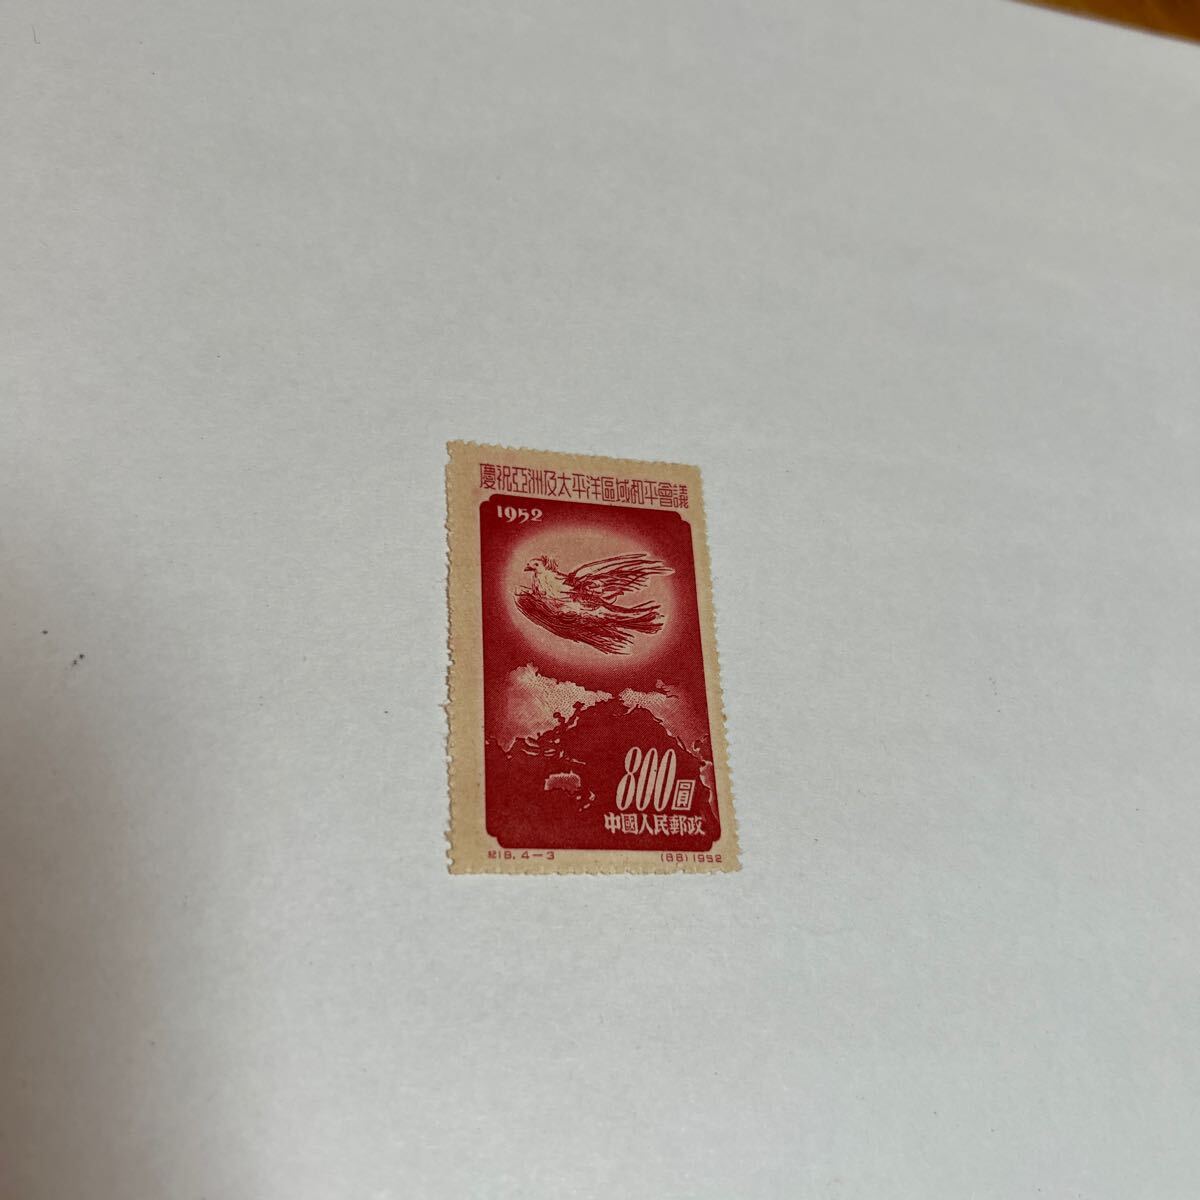 慶祝亞洲及太平洋區域和平會議
1952
800圓
中國人民郵政
紀18.4-3 (88)1952